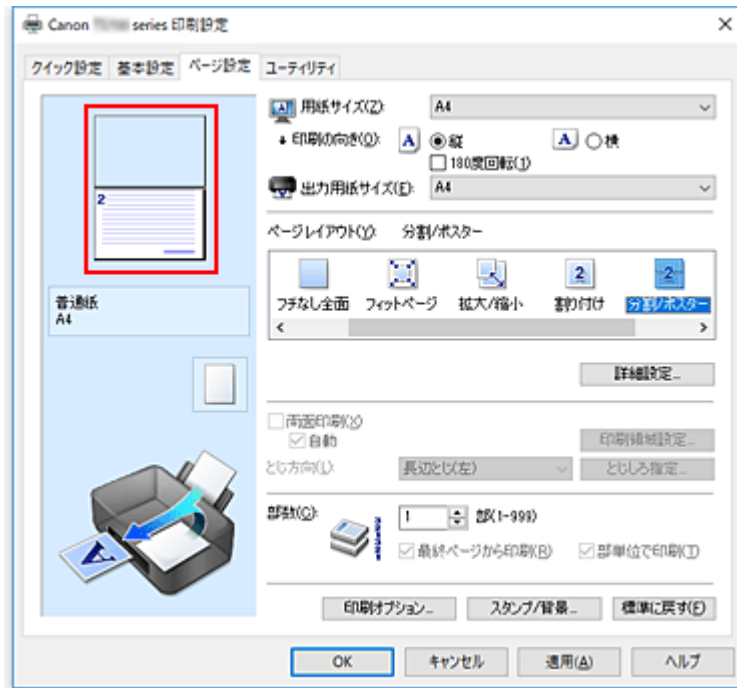 Canon series 印刷設定
クイック設定 基本設定 ページ設定 ユーティリティ
用紙サイズ(Z): A4
印刷の向き(O): A 縦 A 横
180度回転(1)
出力用紙サイズ(E): A4
2
普通紙
A4
ページレイアウト(Y): 分割/ポスター
2 2
フチなし全面 フィットページ 拡大/縮小 割り付け 分割/ポスター
詳細設定...
両面印刷(X)
自動 印刷領域設定...
とじ方向(L): 長辺とじ(左) とじしろ指定...
A
部数(C): 1 部(1-999)
最終ページから印刷(R) 部単位で印刷(T)
印刷オプション... スタンプ/背景... 標準に戻す(F)
OK キャンセル 適用(A) ヘルプ